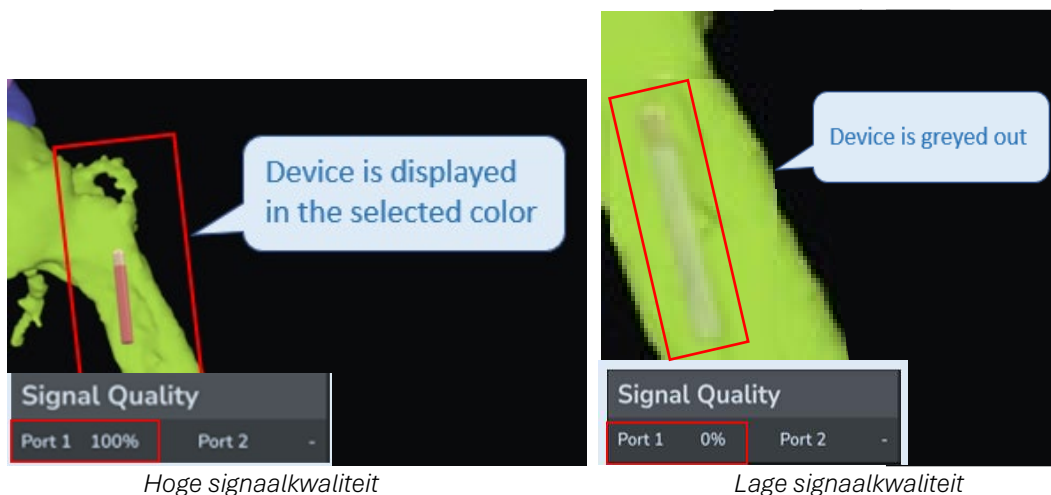 Device is displayed
in the selected color
Signal Quality
Port 1 100% Port 2 -
Hoge signaalkwaliteit
Device is greyed out
Signal Quality
Port 1 0% Port 2 -
Lage signaalkwaliteit